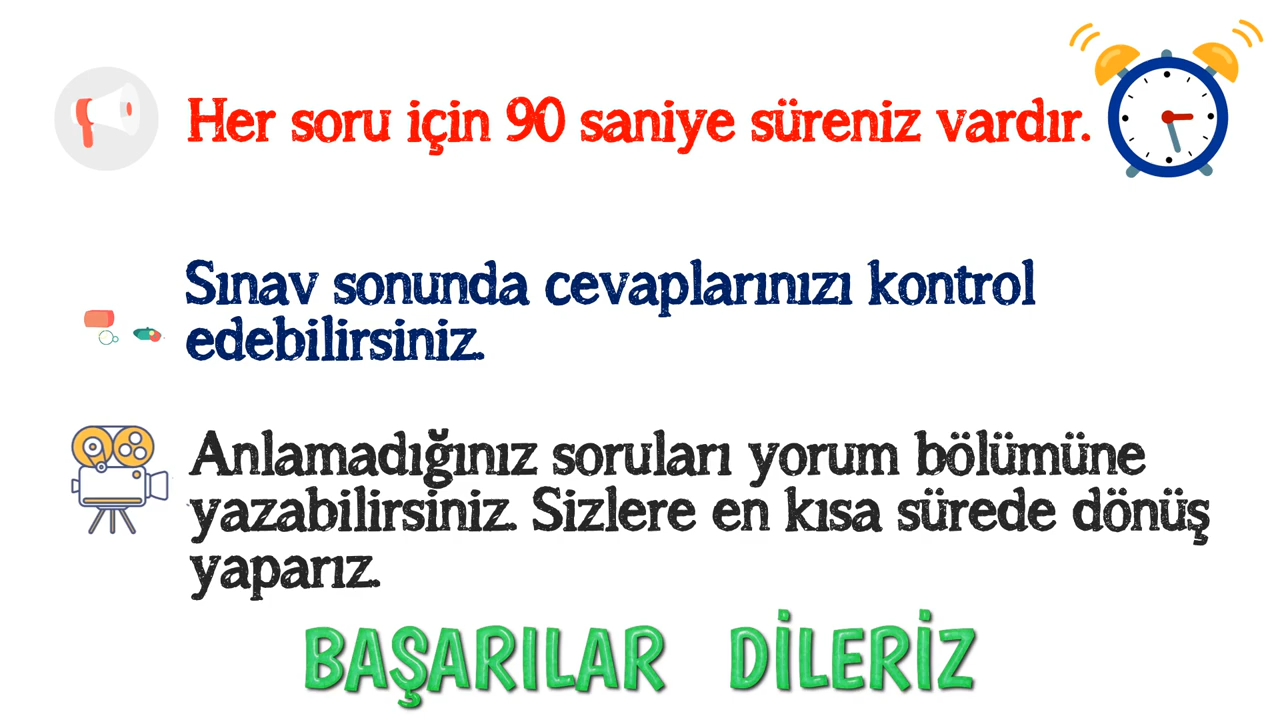 Her soru için 90 saniye süreniz vardır.
Sınav sonunda cevaplarınızı kontrol
edebilirsiniz.
Anlamadığınız soruları yorum bölümüne
yazabilirsiniz. Sizlere en kısa sürede dönüş
yaparız.
BAŞARILAR DİLERİZ